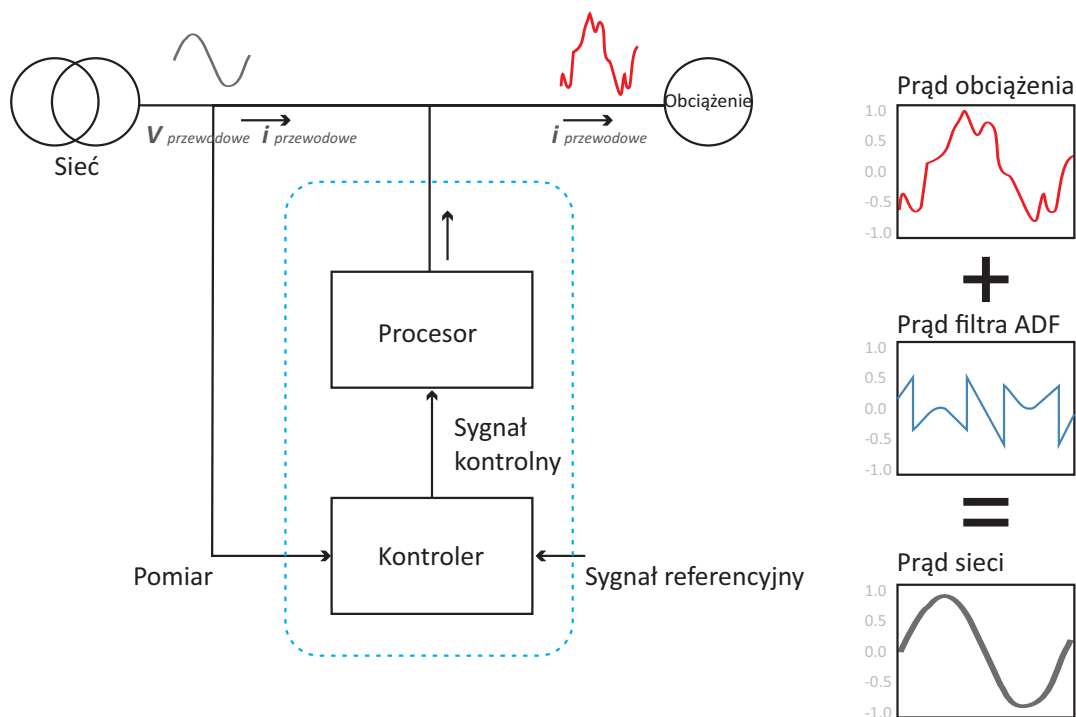 Obciążenie
V przewodowe i przewodowe
i przewodowe
Sieć
Procesor
Sygnał
kontrolny
Kontroler
Pomiar
Sygnał referencyjny
Prąd obciążenia
1.0
0.5
0.0
-0.5
-1.0
+
Prąd filtra ADF
1.0
0.5
0.0
-0.5
-1.0
=
Prąd sieci
1.0
0.5
0.0
-0.5
-1.0